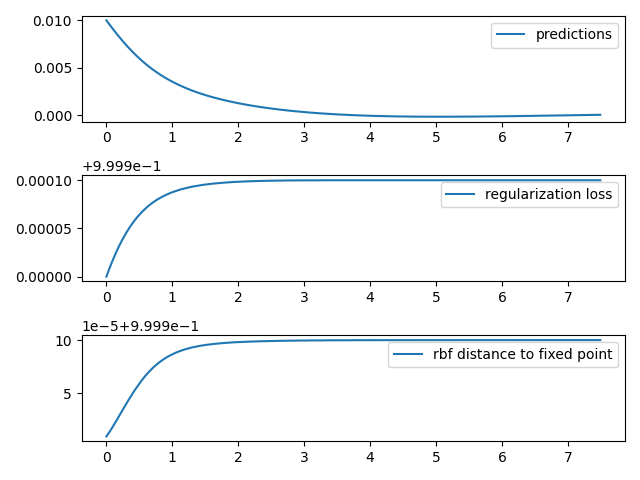 0.010
0.005
0.000
predictions
0 1 2 3 4 5 6 7
+9.999e−1
0.00010
0.00005
0.00000
regularization loss
0 1 2 3 4 5 6 7
1e−5+9.999e−1
10
5
rbf distance to fixed point
0 1 2 3 4 5 6 7